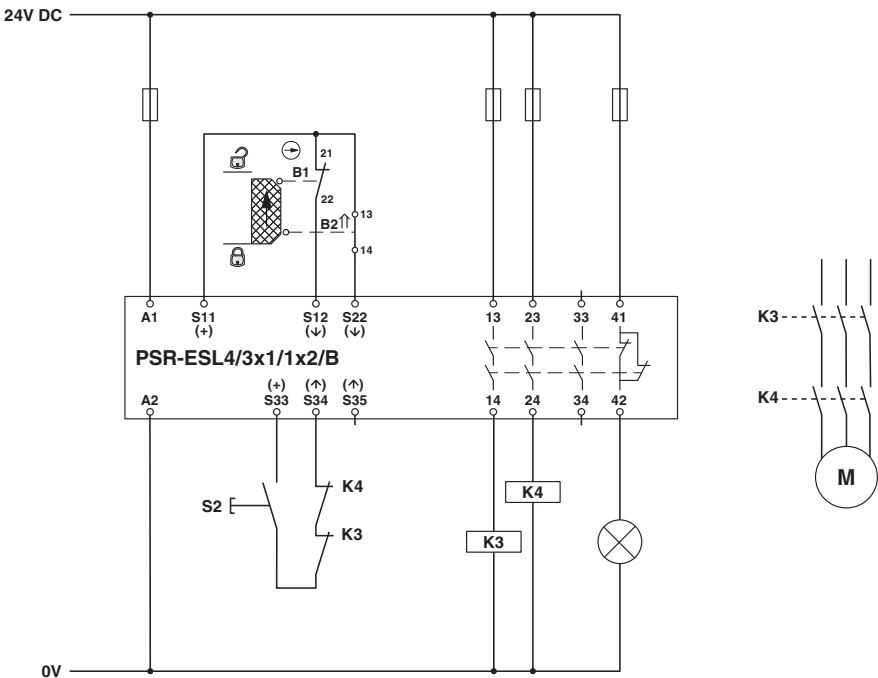 24V DC
21
B1
22
B2
13
14
A1 S11 S12 S22 13 23 33 41
(+)
PSR-ESL4/3x1/1x2/B
(+)
A2 S33 S34 S35 14 24 34 42
K3
K4
M
S2
K4
K3
K4
K3
0V